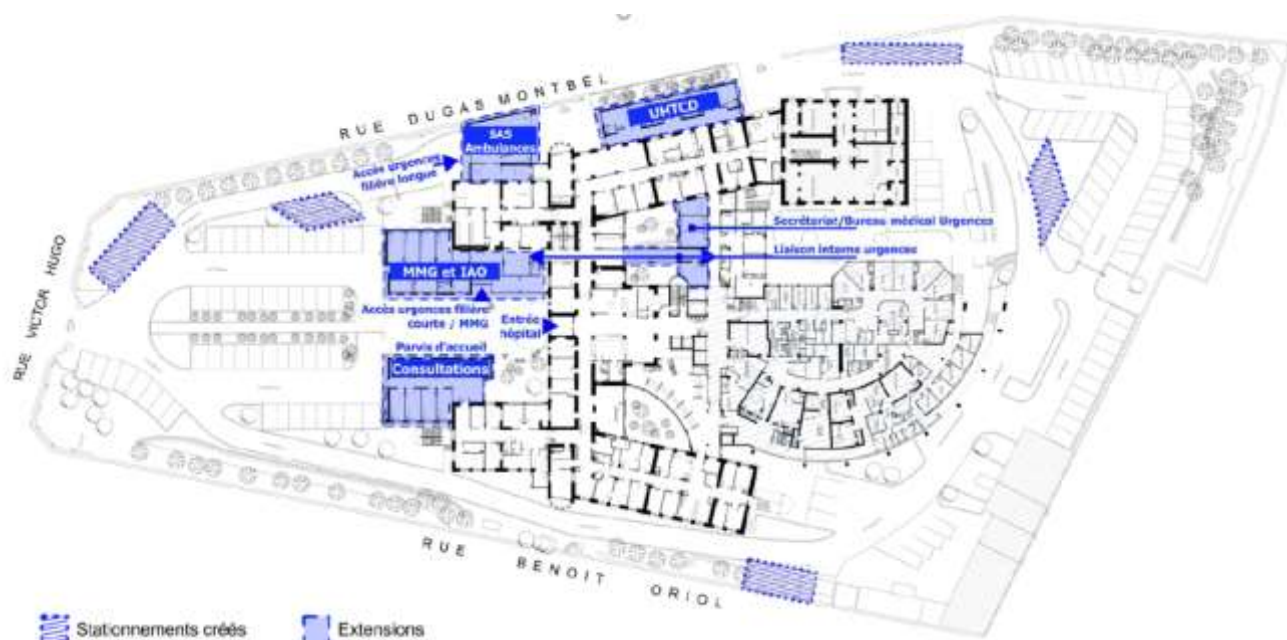 RUE DUGAS MONTBEL
UHTCD
SAS
Ambulances
Accès urgences
filière longue
Secrétariat/Bureau médical Urgences
Liaison interne urgences
MMG et IAO
Accès urgences filière
courte / MMG
Entrée
hôpital
Parvis d'accueil
Consultations
RUE VICTOR HUGO
RUE BENOIT ORIOL
Stationnements créés
Extensions